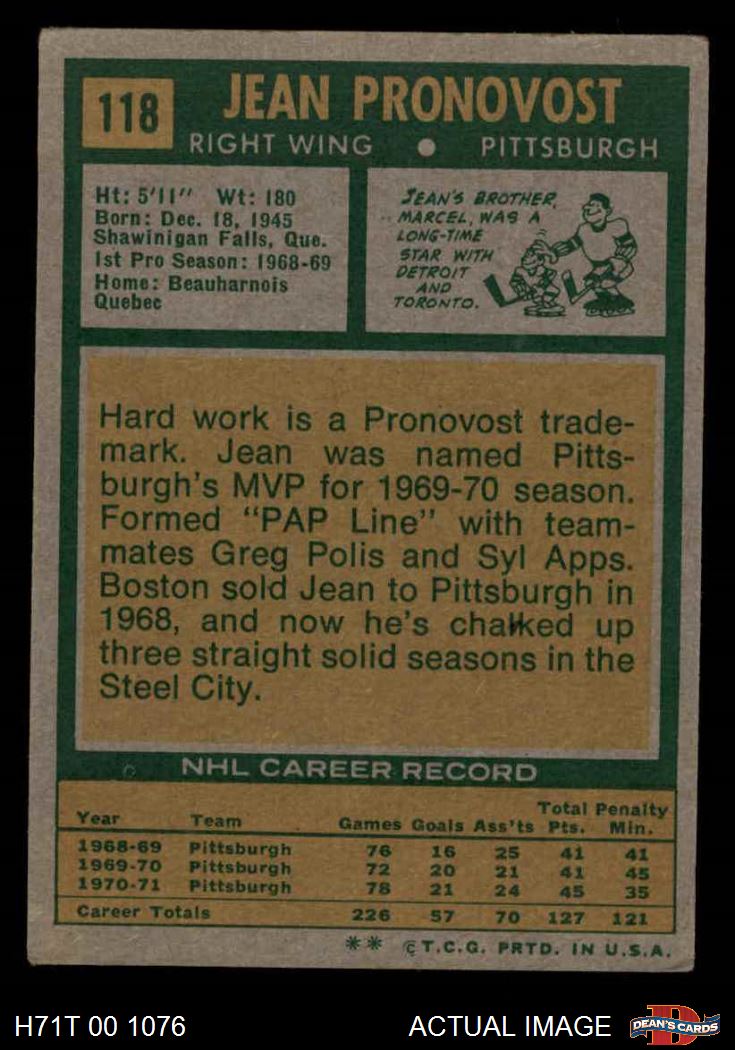 118
JEAN PRONOVOST
RIGHT WING ● PITTSBURGH
Ht: 5'11" Wt: 180
Born: Dec. 18, 1945
Shawinigan Falls, Que.
1st Pro Season: 1968-69
Home: Beauharnois
Quebec
JEAN'S BROTHER,
MARCEL, WAS A
LONG-TIME
STAR WITH
DETROIT
AND
TORONTO.
Hard work is a Pronovost trade-
mark. Jean was named Pitts-
burgh's MVP for 1969-70 season.
Formed "PAP Line" with team-
mates Greg Polis and Syl Apps.
Boston sold Jean to Pittsburgh in
1968, and now he's chalked up
three straight solid seasons in the
Steel City.
NHL CAREER RECORD
Total Penalty
Year Team Games Goals Ass'ts Pts. Min.
1968-69 Pittsburgh 76 16 25 41 41
1969-70 Pittsburgh 72 20 21 41 45
1970-71 Pittsburgh 78 21 24 45 35
Career Totals 226 57 70 127 121
** © T.C.G. PRTD. IN U.S.A.
H71T 00 1076 ACTUAL IMAGE D DEAN'S CARDS